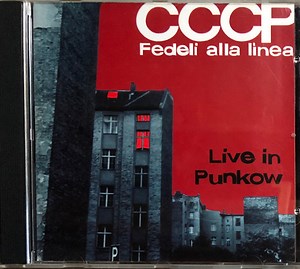 CCCP
Fedeli alla linea
Live in
Punkow
P